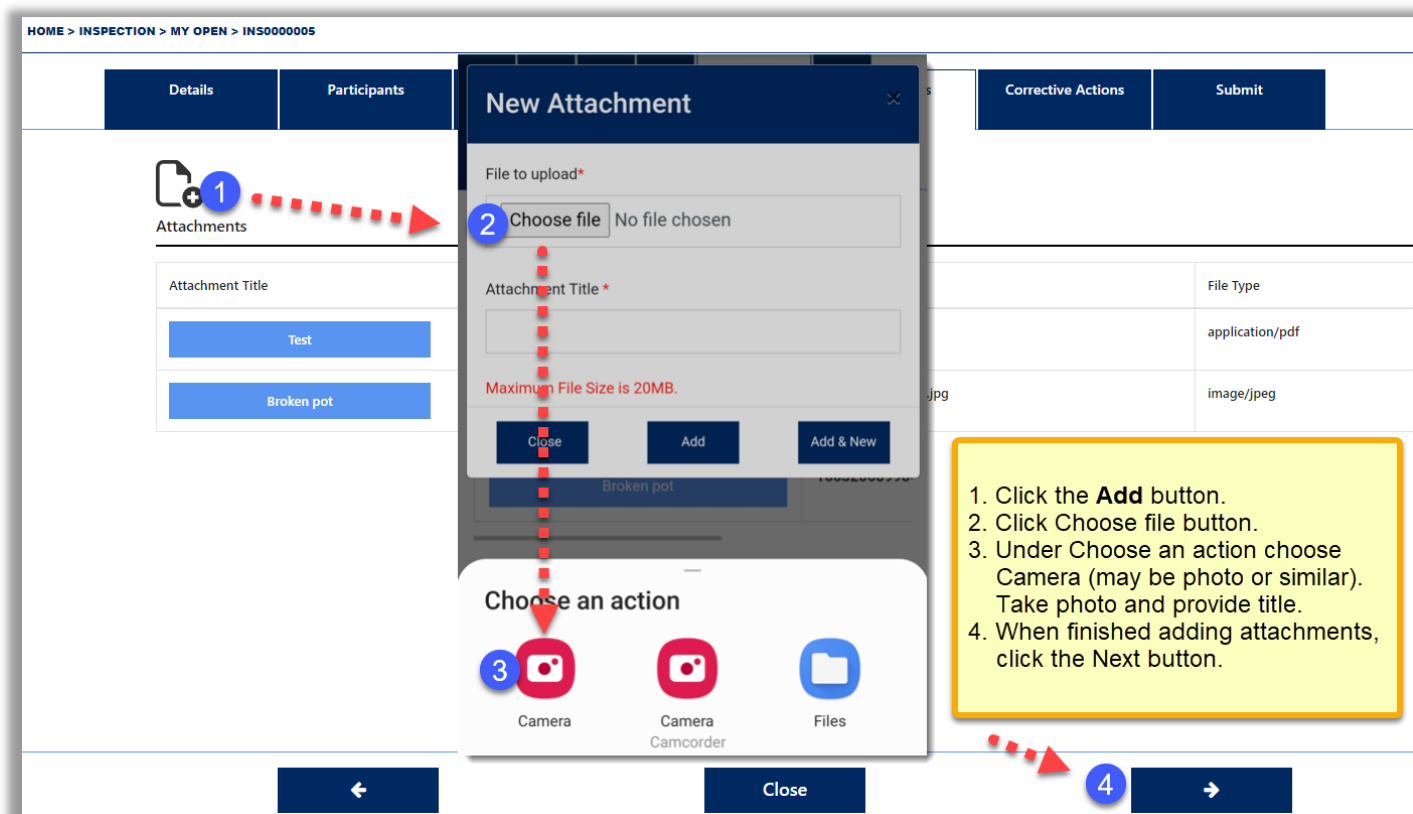 HOME > INSPECTION > MY OPEN > INS0000005
Details
Participants
s
Corrective Actions
Submit
New Attachment
×
File to upload*
1
Attachments
2
Choose file
No file chosen
Attachment Title
Attachment Title *
File Type
Test
application/pdf
Maximum File Size is 20MB.
Broken pot
.jpg
image/jpeg
Close
Add
Add & New
Broken pot
1. Click the Add button.
2. Click Choose file button.
3. Under Choose an action choose
Camera (may be photo or similar).
Take photo and provide title.
4. When finished adding attachments,
click the Next button.
Choose an action
3
Camera
Camera
Camcorder
Files
Close
4